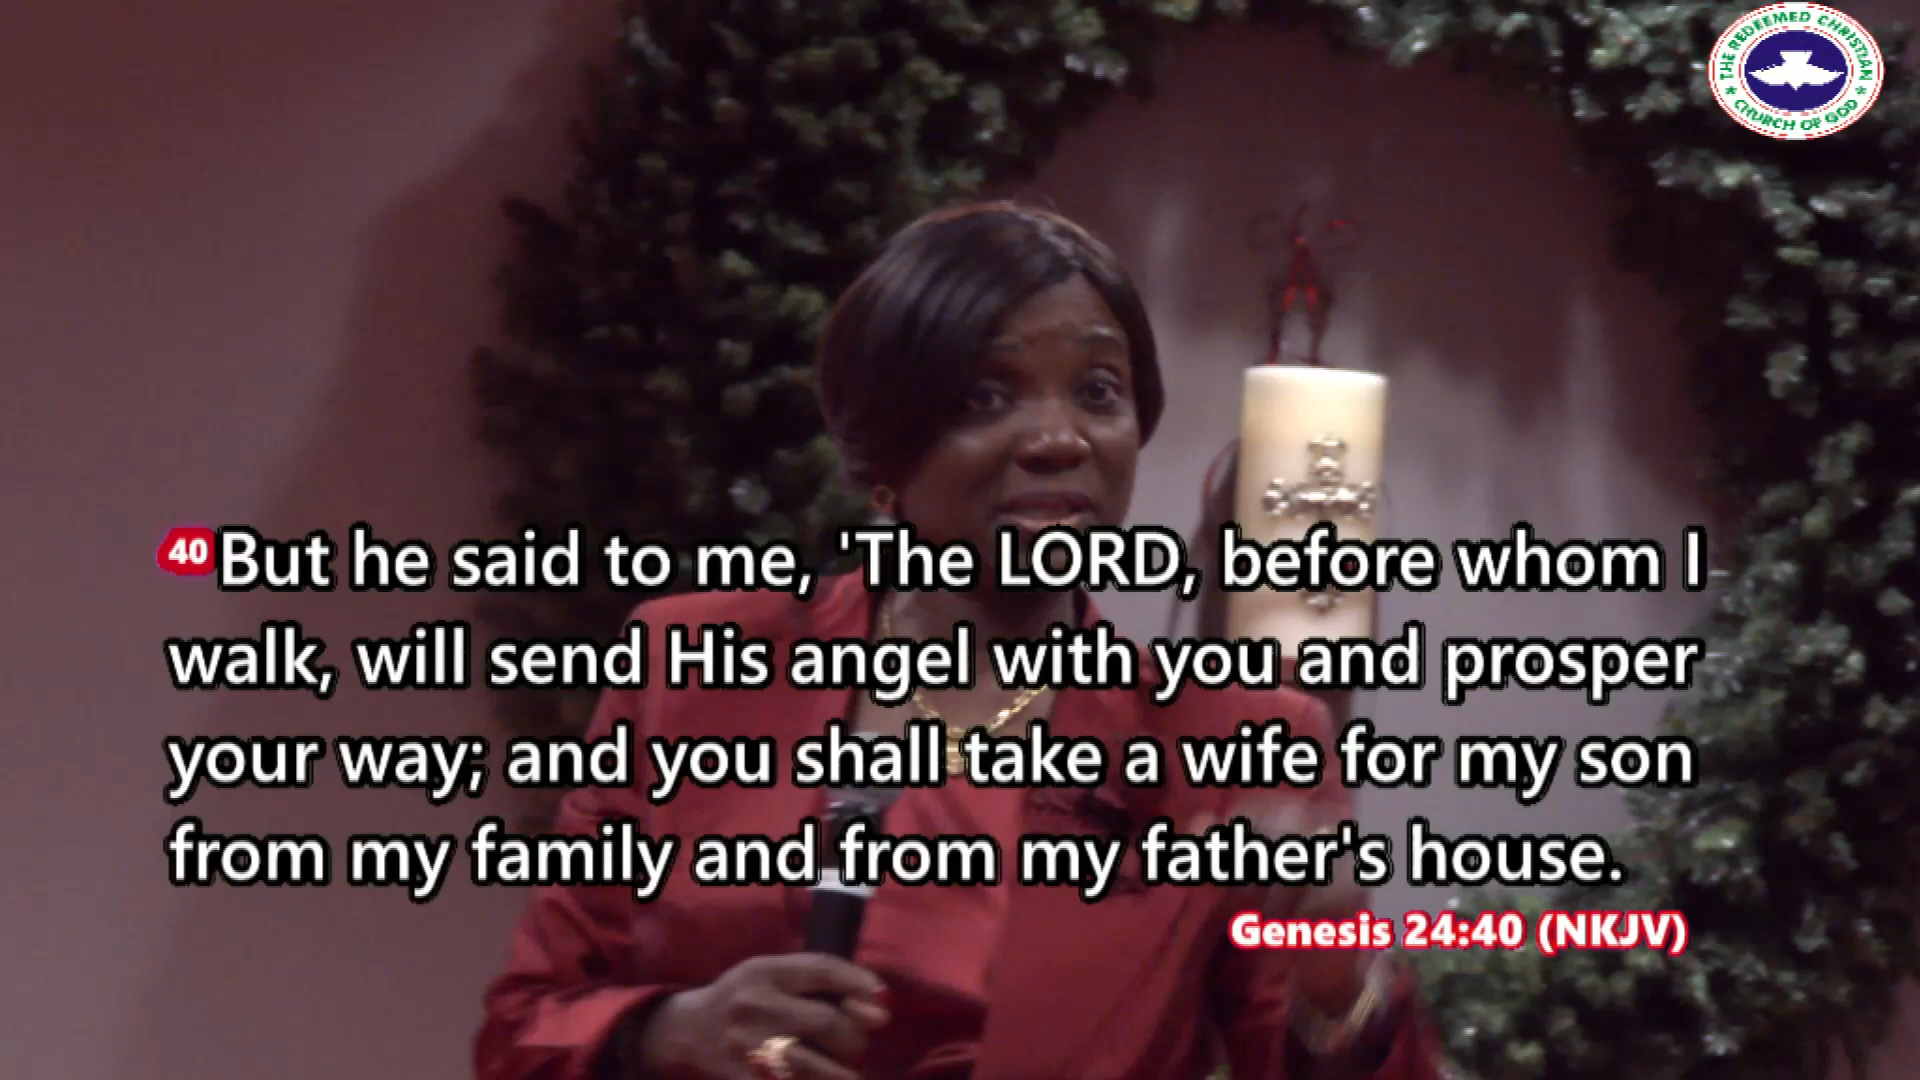 THE REDEEMED CHRISTIAN
CHURCH OF GOD
40 But he said to me, 'The LORD, before whom I
walk, will send His angel with you and prosper
your way; and you shall take a wife for my son
from my family and from my father's house.
Genesis 24:40 (NKJV)